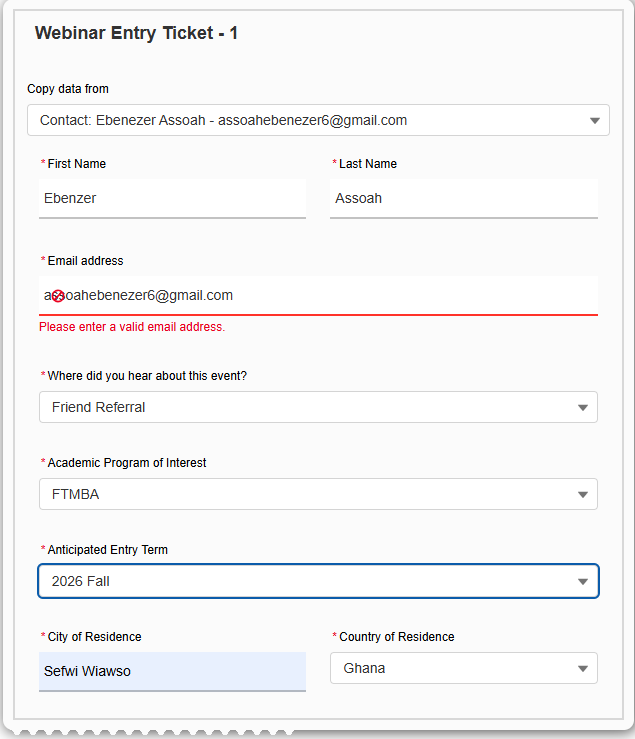 Webinar Entry Ticket - 1
Copy data from
Contact: Ebenezer Assoah - assoahebenezer6@gmail.com
*First Name *Last Name
Ebenzer Assoah
*Email address
assoahebenezer6@gmail.com
Please enter a valid email address.
*Where did you hear about this event?
Friend Referral
*Academic Program of Interest
FTMBA
*Anticipated Entry Term
2026 Fall
*City of Residence *Country of Residence
Sefwi Wiawso Ghana